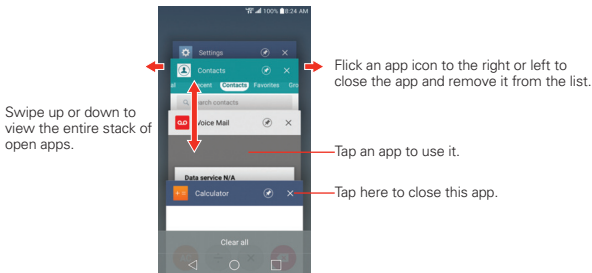 100% 8:24 AM
Settings
Contacts
Recent Contacts Favorites Gro
Search contacts
Voice Mail
Data service N/A
Calculator
Clear all
Swipe up or down to
view the entire stack of
open apps.
Flick an app icon to the right or left to
close the app and remove it from the list.
Tap an app to use it.
Tap here to close this app.